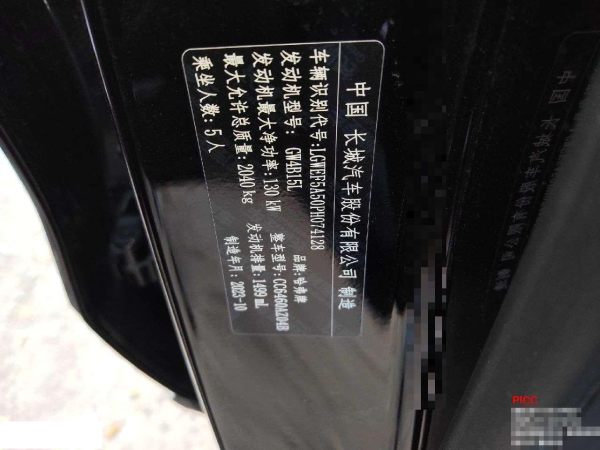 中国 长城汽车股份有限公司 制造
品牌:哈弗牌
车辆识别代号:LGWEF5A50PH074128
整车型号:CC6460MZ04B
发动机型号: GW4B15L
发动机最大净功率:130 kW
发动机排量:1499 mL
最大允许总质量:2040 kg
制造年月:2023-10
乘坐人数:5人
PICC